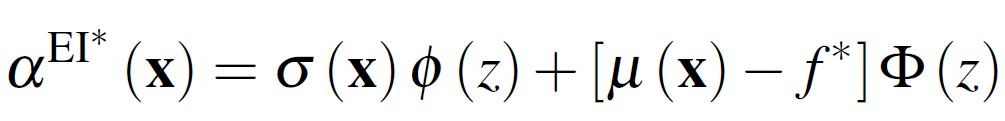 α^{EI*} (𝐱) = σ (𝐱) ϕ (z) + [μ (𝐱) − f*] Φ (z)